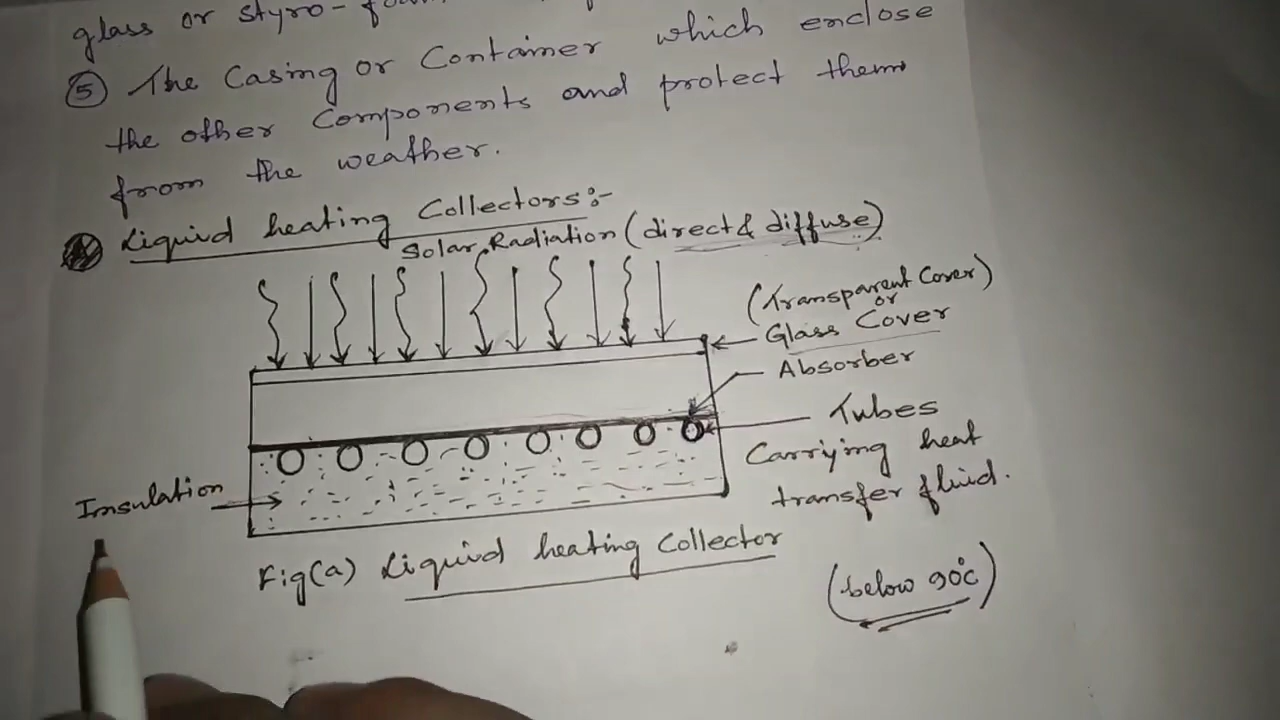 glass or styro-foam
⑤ The Casing or Container which enclose
the other Components and protect them
from the weather.
Liquid heating Collectors:-
Solar Radiation (direct & diffuse)
(Transparent Cover)
or
Glass Cover
Absorber
Tubes
Carrying heat
transfer fluid.
Insulation
Fig(a) Liquid heating Collector
(below 90°c)